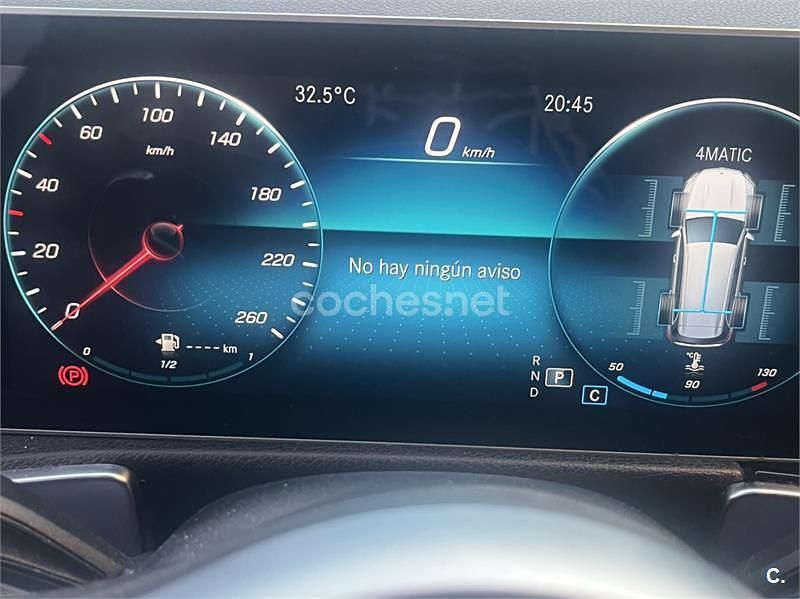 32.5°C
20:45
0 km/h
0
20
40
60
100
140
180
220
260
km/h
- - - - km
0
1/2
1
P
No hay ningún aviso
coches.net
4MATIC
R
N
D
P
C
50
°C
90
130
C.